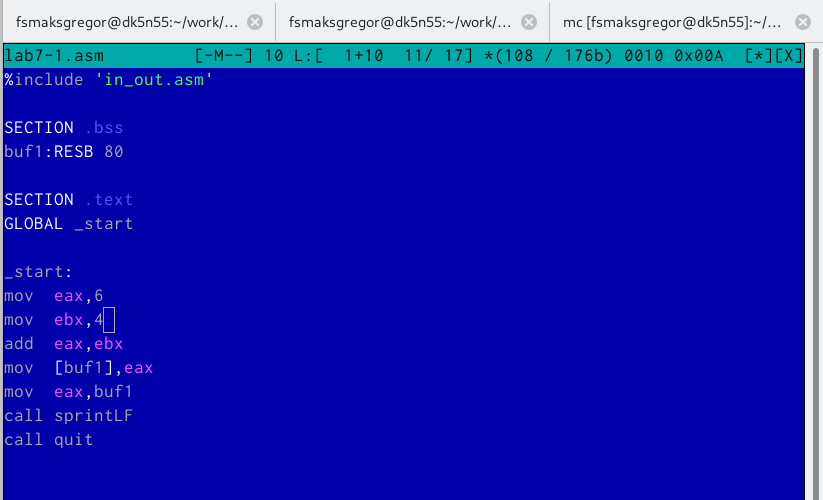 fsmaksgregor@dk5n55:~/work/... fsmaksgregor@dk5n55:~/work/... mc [fsmaksgregor@dk5n55]:~/...
lab7-1.asm [-M--] 10 L:[ 1+10 11/ 17] *(108 / 176b) 0010 0x00A [*][X]
%include 'in_out.asm'
SECTION .bss
buf1:RESB 80
SECTION .text
GLOBAL _start
_start:
mov eax,6
mov ebx,4
add eax,ebx
mov [buf1],eax
mov eax,buf1
call sprintLF
call quit